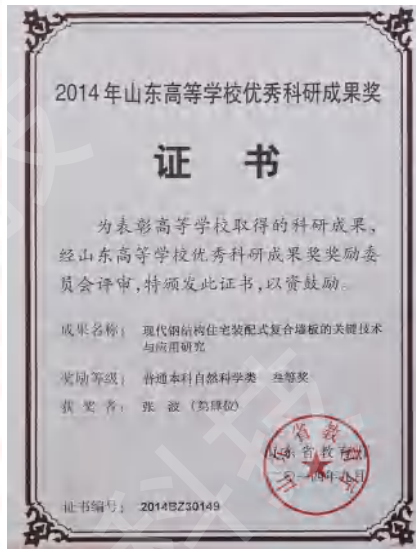 2014年山东高等学校优秀科研成果奖
证 书
为表彰高等学校取得的科研成果,
经山东高等学校优秀科研成果奖奖励委
员会评审,特颁发此证书,以资鼓励。
成果名称: 现代钢结构住宅装配式复合墙板的关键技术
与应用研究
奖励等级: 普通本科自然科学类 叁等奖
获 奖 者: 张 波 (第肆位)
山东省教育厅
证书编号: 2014BZ30149